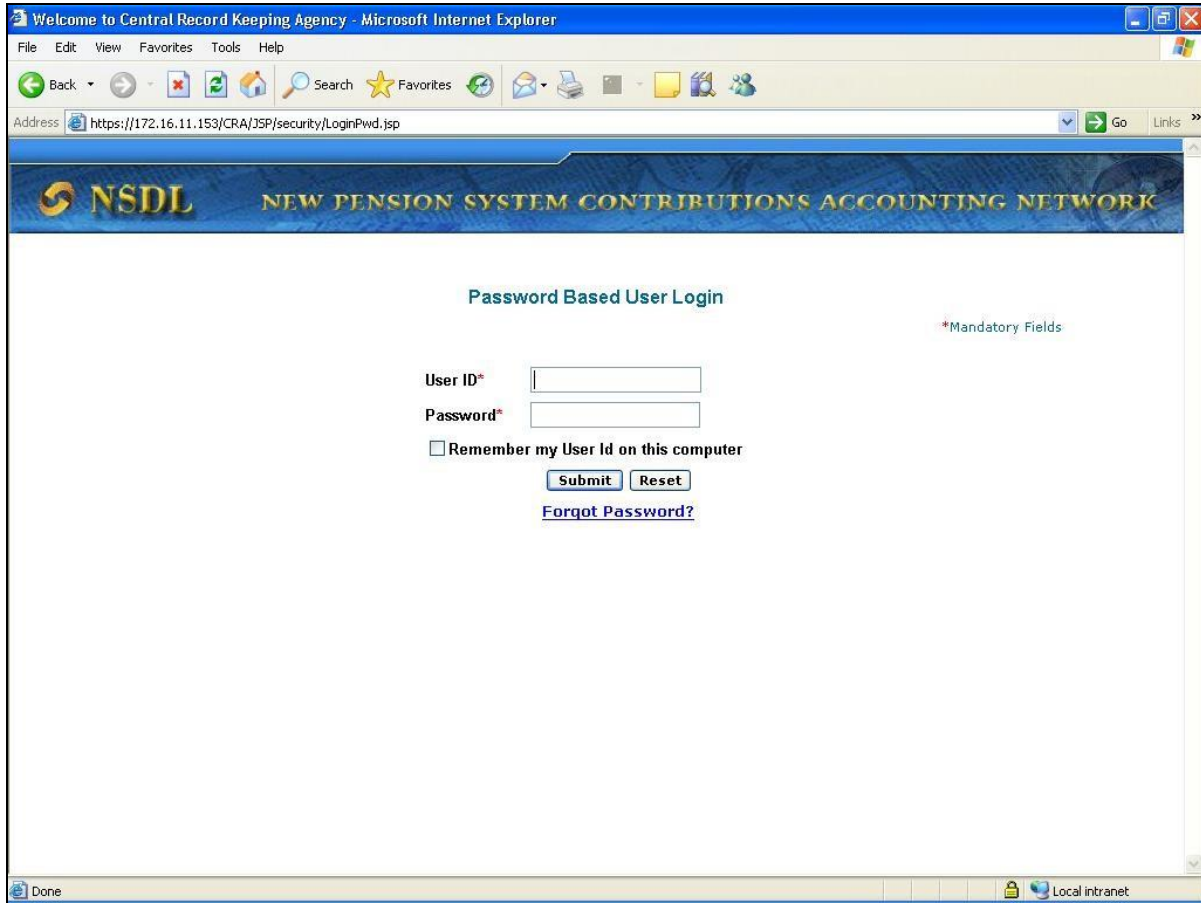 Welcome to Central Record Keeping Agency - Microsoft Internet Explorer
File Edit View Favorites Tools Help
Back Search Favorites
Address https://172.16.11.153/CRA/JSP/security/LoginPwd.jsp Go Links »
NSDL NEW PENSION SYSTEM CONTRIBUTIONS ACCOUNTING NETWORK
Password Based User Login
*Mandatory Fields
User ID*
Password*
Remember my User Id on this computer
Submit Reset
Forgot Password?
Done Local intranet